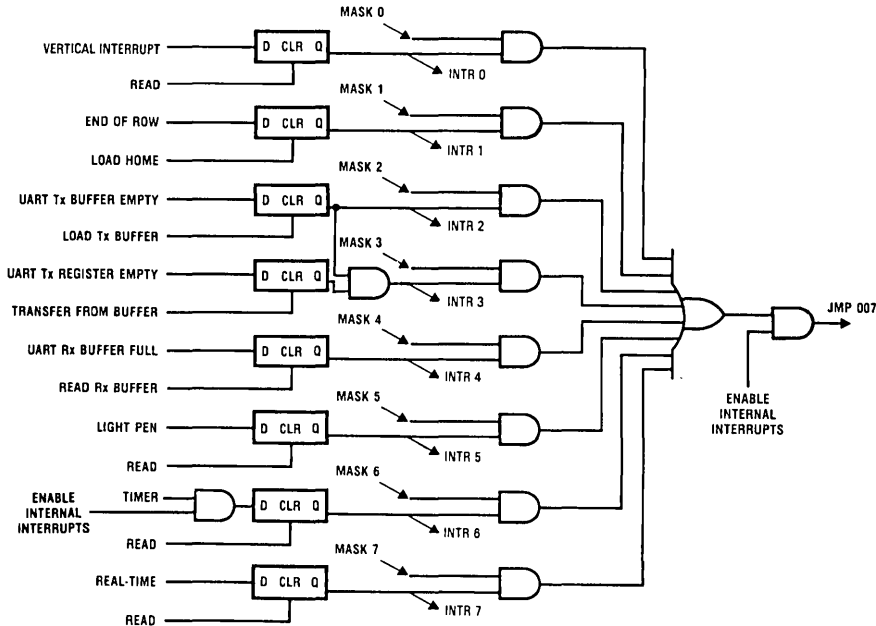 MASK 0
VERTICAL INTERRUPT
D CLR Q
READ
INTR 0
MASK 1
END OF ROW
D CLR Q
LOAD HOME
INTR 1
MASK 2
UART Tx BUFFER EMPTY
D CLR Q
LOAD Tx BUFFER
INTR 2
MASK 3
UART Tx REGISTER EMPTY
D CLR Q
TRANSFER FROM BUFFER
INTR 3
JMP 007
MASK 4
UART Rx BUFFER FULL
D CLR Q
READ Rx BUFFER
INTR 4
ENABLE
INTERNAL
INTERRUPTS
MASK 5
LIGHT PEN
D CLR Q
READ
INTR 5
MASK 6
ENABLE
INTERNAL
INTERRUPTS
TIMER
D CLR Q
READ
INTR 6
MASK 7
REAL-TIME
D CLR Q
READ
INTR 7